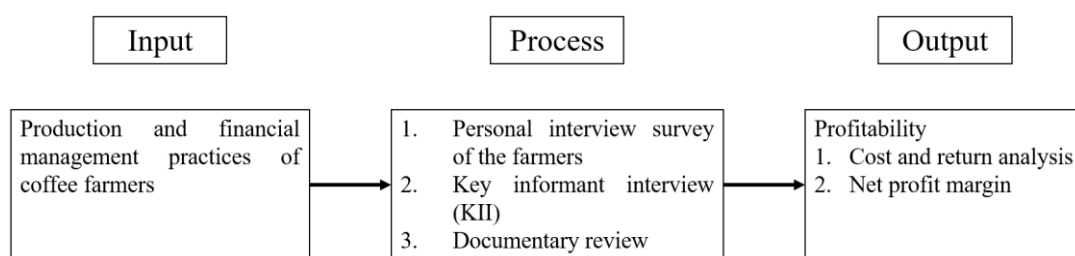 Input
Process
Output
Production and financial
management practices of
coffee farmers
1. Personal interview survey
of the farmers
2. Key informant interview
(KII)
3. Documentary review
Profitability
1. Cost and return analysis
2. Net profit margin